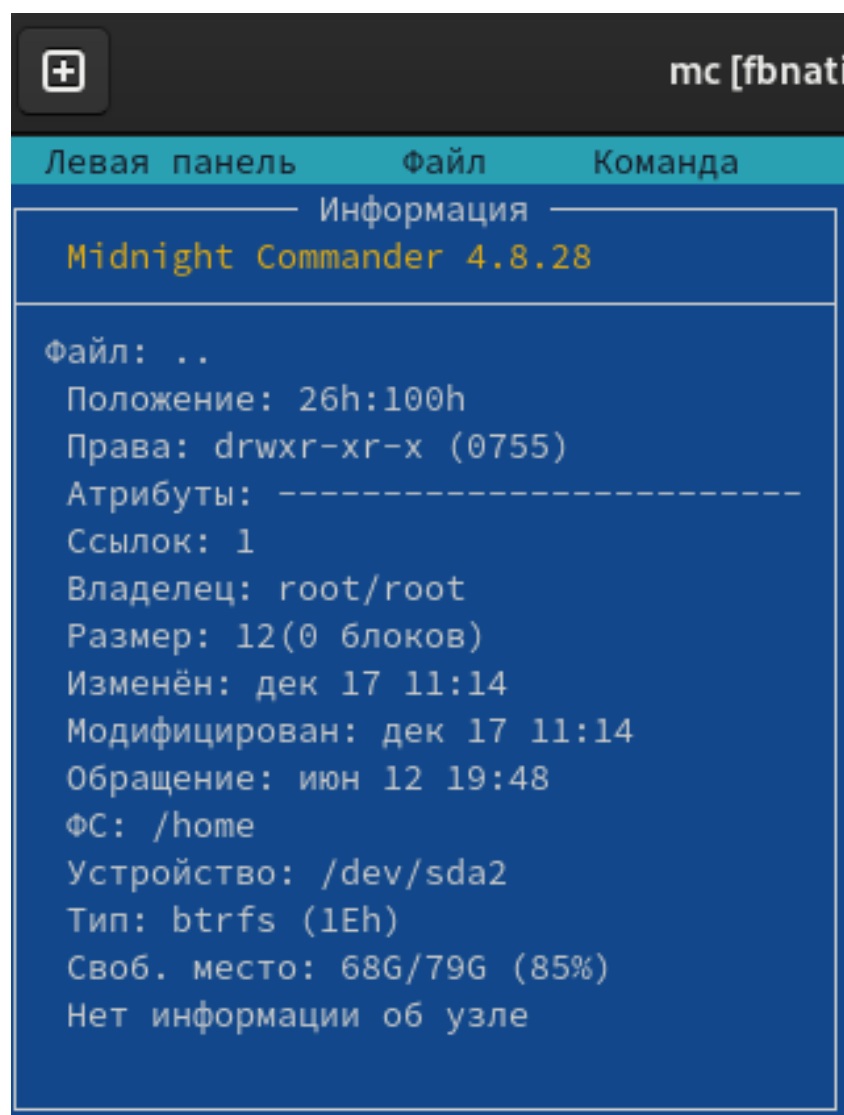 mc [fbnati
Левая панель Файл Команда
Информация
Midnight Commander 4.8.28
Файл: ..
Положение: 26h:100h
Права: drwxr-xr-x (0755)
Атрибуты: -------------------------
Ссылок: 1
Владелец: root/root
Размер: 12(0 блоков)
Изменён: дек 17 11:14
Модифицирован: дек 17 11:14
Обращение: июн 12 19:48
ФС: /home
Устройство: /dev/sda2
Тип: btrfs (1Eh)
Своб. место: 68G/79G (85%)
Нет информации об узле